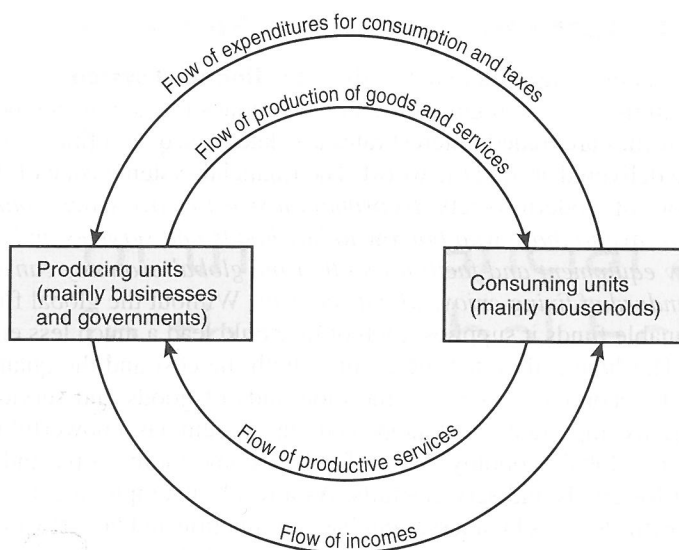 Flow of expenditures for consumption and taxes
Flow of production of goods and services
Producing units
(mainly businesses
and governments)
Consuming units
(mainly households)
Flow of productive services
Flow of incomes